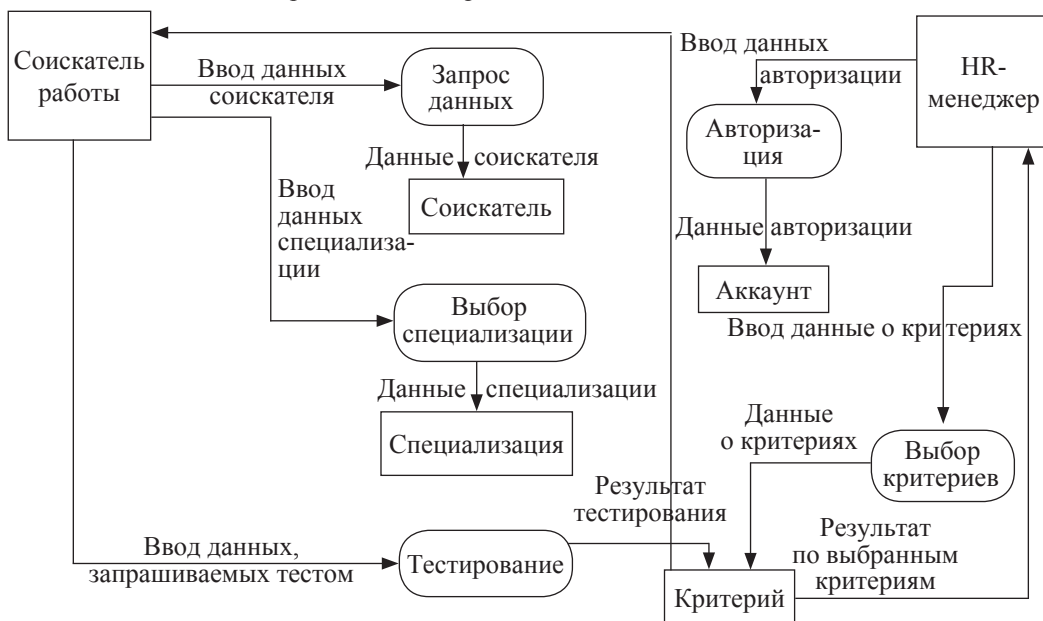 Соискатель
работы
Ввод данных
соискателя
Запрос
данных
Данные соискателя
Соискатель
Ввод
данных
специализа-
ции
Выбор
специализации
Данные специализации
Специализация
Ввод данных,
запрашиваемых тестом
Тестирование
Результат
тестирования
Ввод данных
авторизации
HR-
менеджер
Авториза-
ция
Данные авторизации
Аккаунт
Ввод данные о критериях
Данные
о критериях
Выбор
критериев
Результат
по выбранным
критериям
Критерий